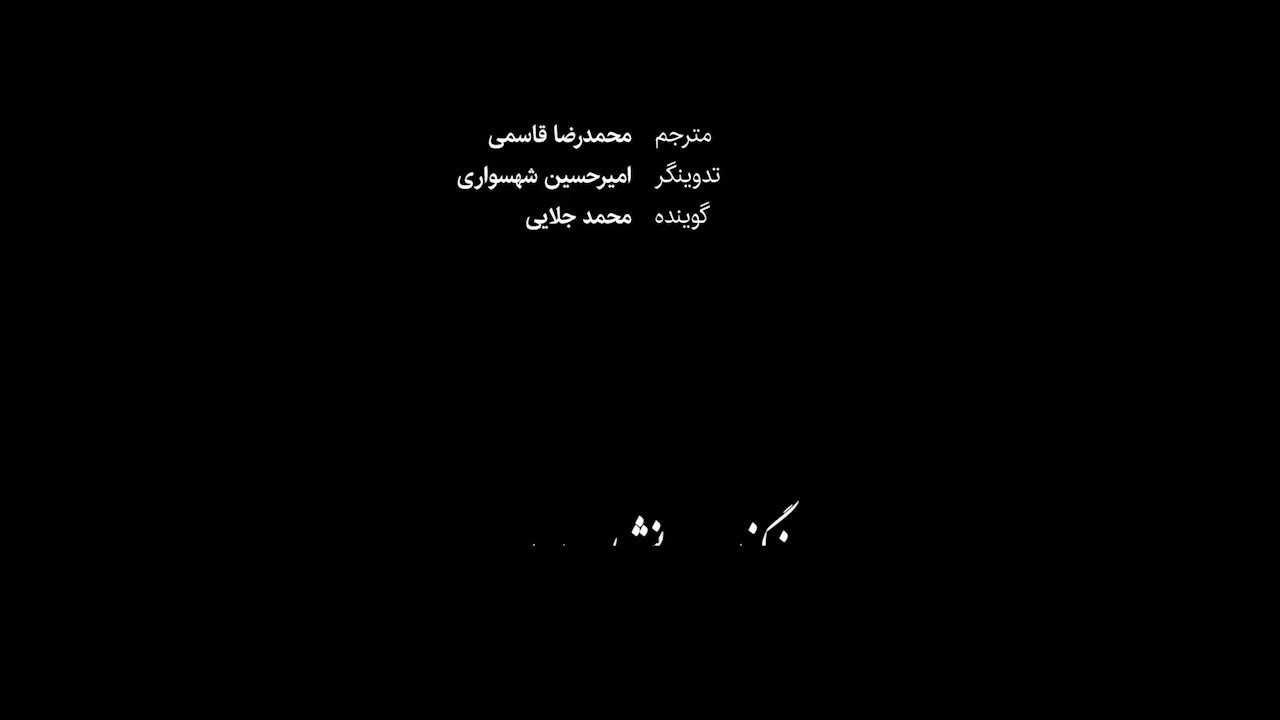 مترجم محمدرضا قاسمی
تدوینگر امیرحسین شهسواری
گوینده محمد جلایی